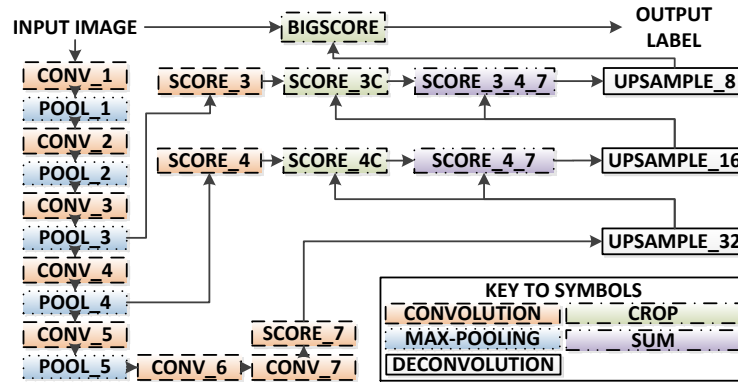 INPUT IMAGE BIGSCORE OUTPUT
LABEL
CONV_1 SCORE_3 SCORE_3C SCORE_3_4_7 UPSAMPLE_8
POOL_1
CONV_2
POOL_2 SCORE_4 SCORE_4C SCORE_4_7 UPSAMPLE_16
CONV_3
POOL_3 UPSAMPLE_32
CONV_4
POOL_4
CONV_5 SCORE_7
POOL_5 CONV_6 CONV_7
KEY TO SYMBOLS
CONVOLUTION CROP
MAX-POOLING SUM
DECONVOLUTION